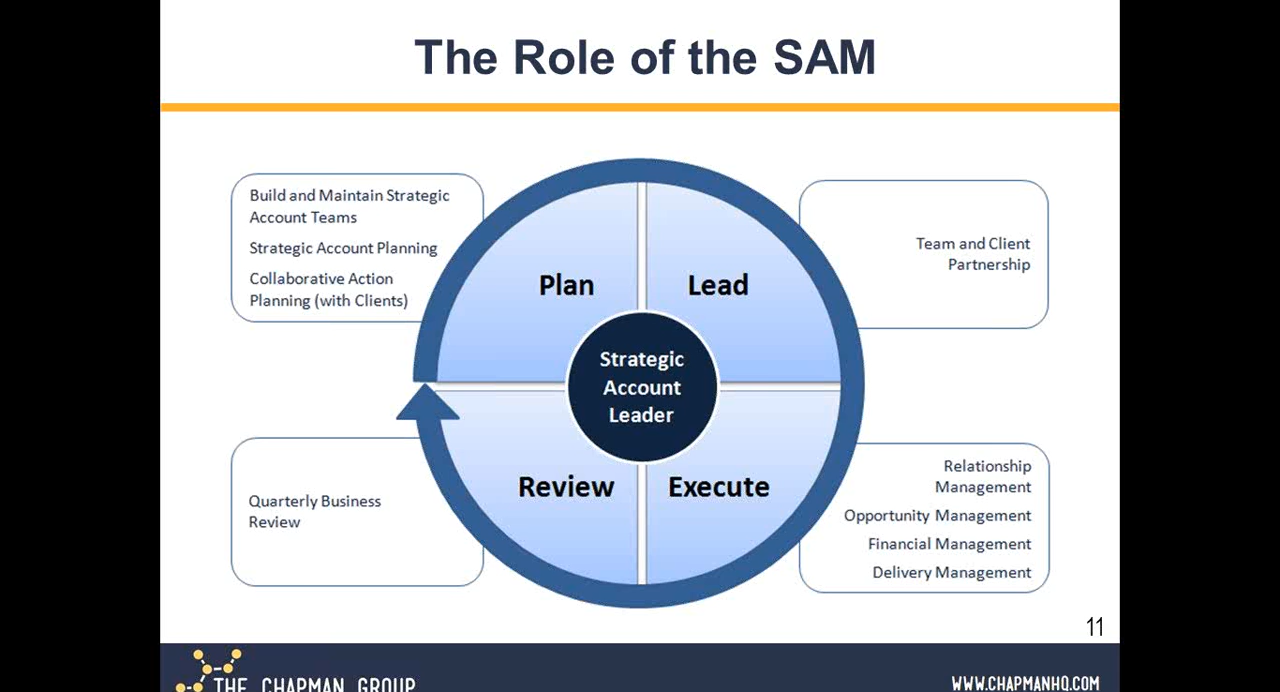 The Role of the SAM
Build and Maintain Strategic
Account Teams
Strategic Account Planning
Collaborative Action
Planning (with Clients)
Team and Client
Partnership
Plan
Lead
Strategic
Account
Leader
Review
Execute
Quarterly Business
Review
Relationship
Management
Opportunity Management
Financial Management
Delivery Management
11
THE CHAPMAN GROUP
WWW.CHAPMANHQ.COM